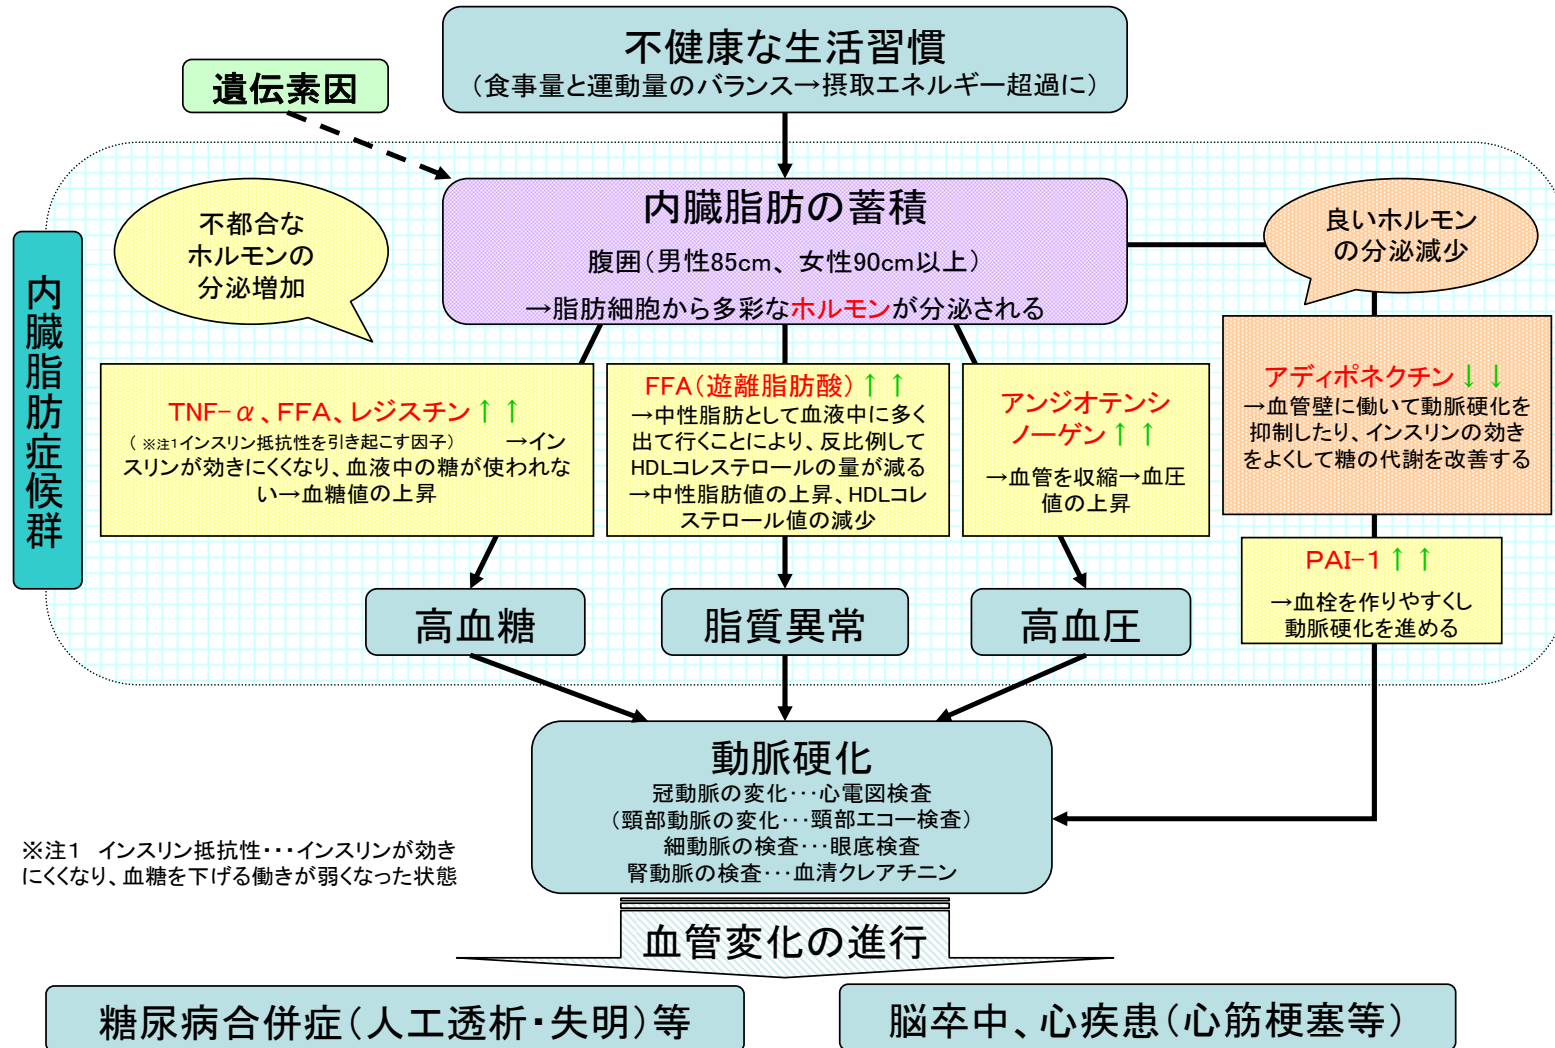 不健康な生活習慣
（食事量と運動量のバランス→摂取エネルギー超過に）
遺伝素因
内臓脂肪症候群
不都合な
ホルモンの
分泌増加
内臓脂肪の蓄積
腹囲（男性85cm、女性90cm以上）
→脂肪細胞から多彩なホルモンが分泌される
良いホルモン
の分泌減少
TNF-α、FFA、レジスチン↑↑
（※注1インスリン抵抗性を引き起こす因子）　→イン
スリンが効きにくくなり、血液中の糖が使われな
い→血糖値の上昇
FFA（遊離脂肪酸）↑↑
→中性脂肪として血液中に多く
出て行くことにより、反比例して
HDLコレステロールの量が減る
→中性脂肪値の上昇、HDLコレ
ステロール値の減少
アンジオテンシ
ノーゲン↑↑
→血管を収縮→血圧
値の上昇
アディポネクチン↓↓
→血管壁に働いて動脈硬化を
抑制したり、インスリンの効き
をよくして糖の代謝を改善する
PAI-1↑↑
→血栓を作りやすくし
動脈硬化を進める
高血糖
脂質異常
高血圧
動脈硬化
冠動脈の変化･･･心電図検査
（頸部動脈の変化･･･頸部エコー検査）
細動脈の検査･･･眼底検査
腎動脈の検査･･･血清クレアチニン
※注1　インスリン抵抗性・・・インスリンが効き
にくくなり、血糖を下げる働きが弱くなった状態
血管変化の進行
糖尿病合併症（人工透析・失明）等
脳卒中、心疾患（心筋梗塞等）